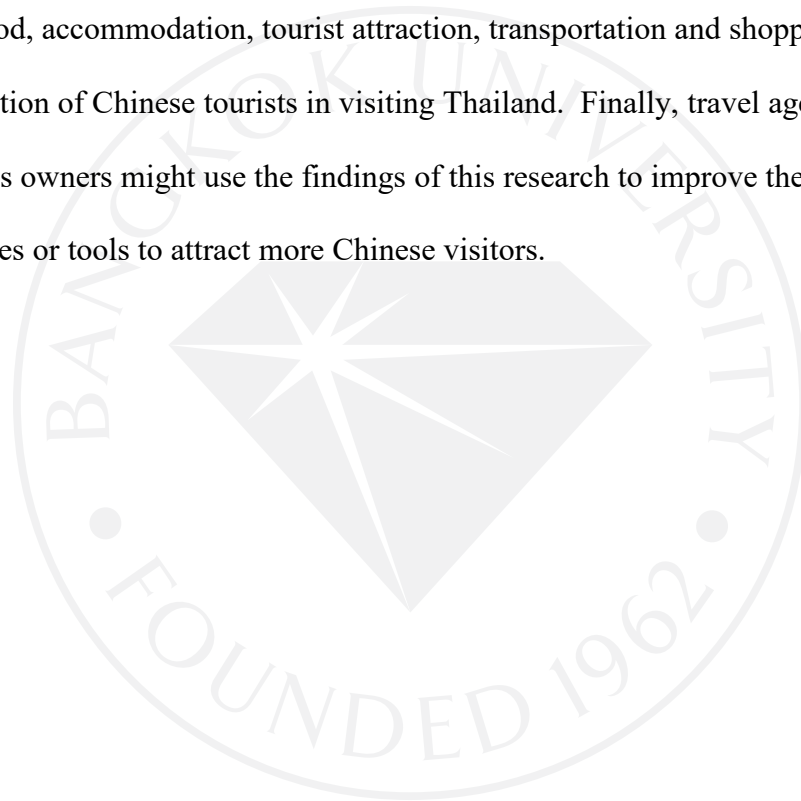 od, accommodation, tourist attraction, transportation and shopp
tion of Chinese tourists in visiting Thailand.  Finally, travel age
s owners might use the findings of this research to improve the
es or tools to attract more Chinese visitors.
BANGKOK UNIVERSITY
• FOUNDED 1962 •